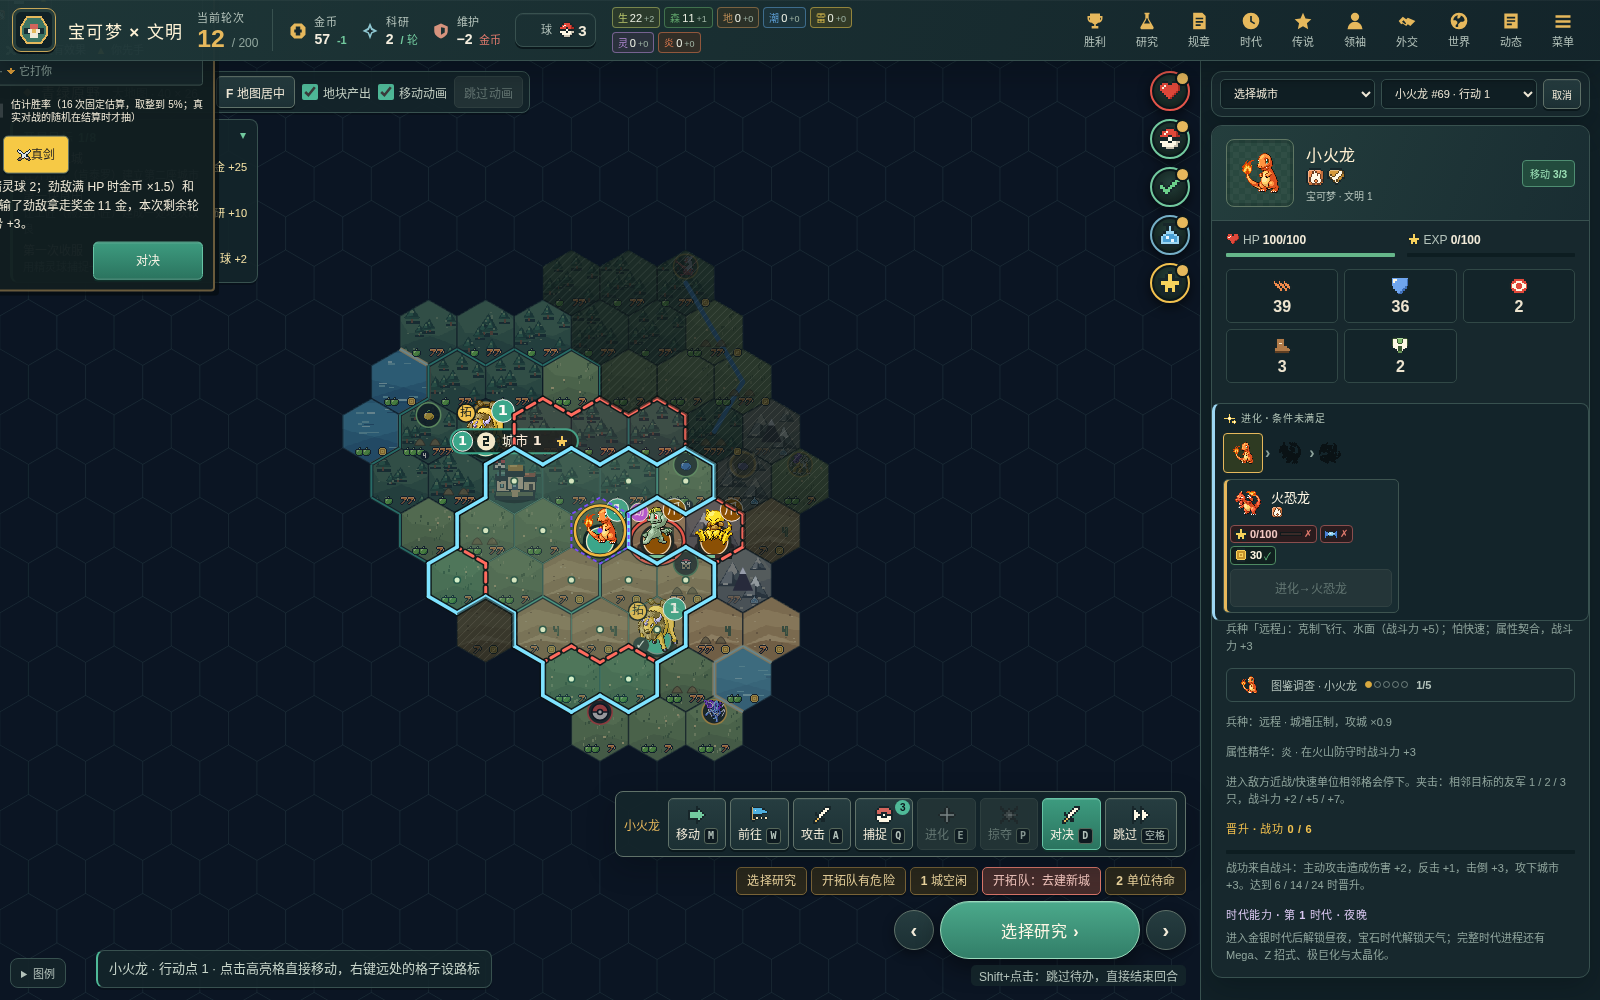 宝可梦 × 文明
当前轮次
12 / 200
金币
57 -1
科研
2 / 轮
维护
−2 金币
球 3
生 22 +2
森 11 +1
地 0 +0
潮 0 +0
雷 0 +0
灵 0 +0
炎 0 +0
胜利
研究
规章
时代
传说
领袖
外交
世界
动态
菜单
它打你
估计胜率（16 次固定估算，取整到 5%；真
实对战的随机在结算时才抽）
真剑
灵球 2；劲敌满 HP 时金币 ×1.5）和
输了劲敌拿走奖金 11 金，本次剩余轮
+3。
对决
F 地图居中
地块产出
移动动画
跳过动画
金 +25
研 +10
球 +2
拓
1
1
2
城市 1
拓
1
小火龙
移动 M
前往 W
攻击 A
捕捉 Q
3
进化 E
掠夺 P
对决 D
跳过 空格
选择研究
开拓队有危险
1 城空闲
开拓队：去建新城
2 单位待命
‹
选择研究 ›
›
Shift+点击：跳过待办，直接结束回合
▸ 图例
小火龙 · 行动点 1 · 点击高亮格直接移动，右键远处的格子设路标
选择城市
小火龙 #69 · 行动 1
取消
小火龙
宝可梦 · 文明 1
移动 3/3
HP 100/100
EXP 0/100
39
36
2
3
2
进化 · 条件未满足
火恐龙
0/100 ✗
✗
30 ✓
进化→火恐龙
兵种「远程」：克制飞行、水面（战斗力 +5）；怕快速；属性契合，战斗
力 +3
图鉴调查 · 小火龙
1/5
兵种：远程 · 城墙压制，攻城 ×0.9
属性精华：炎 · 在火山防守时战斗力 +3
进入敌方近战/快速单位相邻格会停下。夹击：相邻目标的友军 1 / 2 / 3
只，战斗力 +2 / +5 / +7。
晋升 · 战功 0 / 6
战功来自战斗：主动攻击造成伤害 +2，反击 +1，击倒 +3，攻下城市
+3。达到 6 / 14 / 24 时晋升。
时代能力 · 第 1 时代 · 夜晚
进入金银时代后解锁昼夜，宝石时代解锁天气；完整时代进程还有
Mega、Z 招式、极巨化与太晶化。